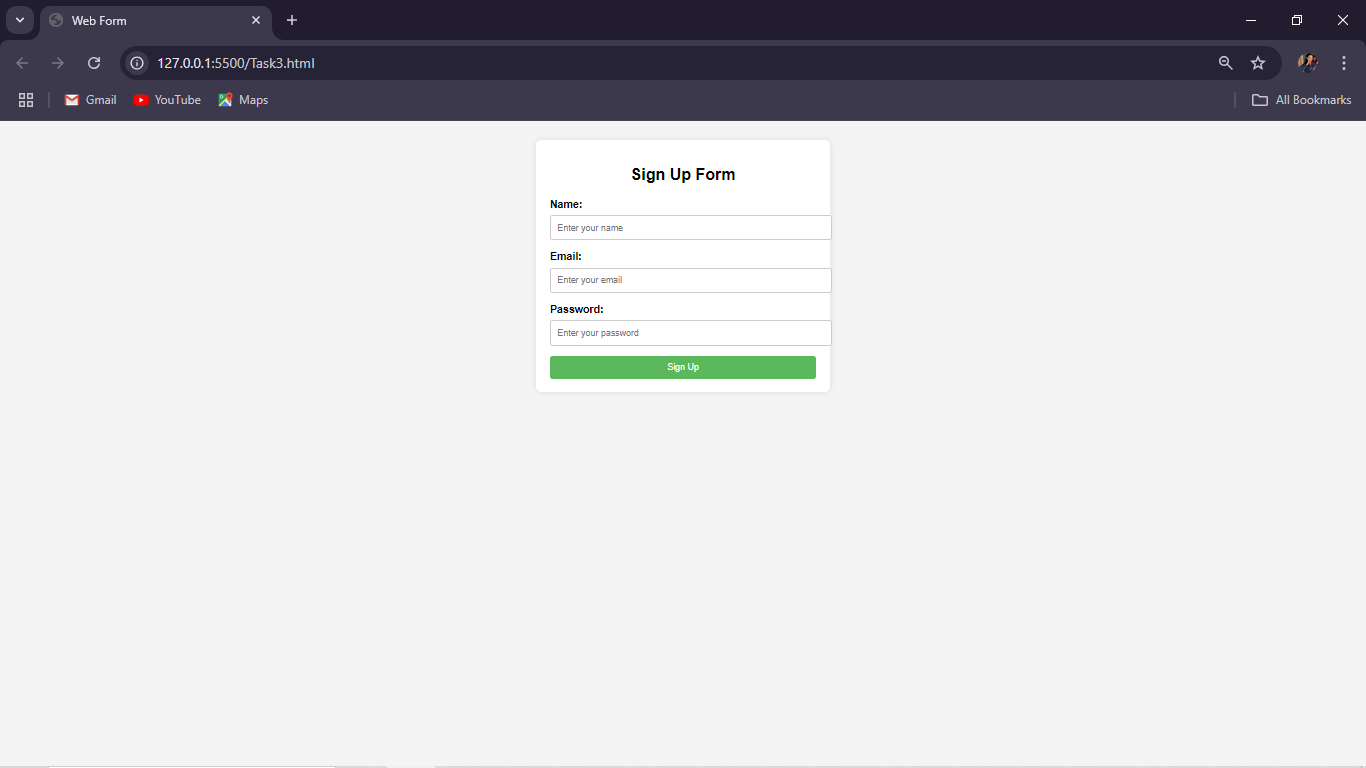 Web Form
127.0.0.1:5500/Task3.html
Gmail YouTube Maps All Bookmarks
Sign Up Form
Name:
Enter your name
Email:
Enter your email
Password:
Enter your password
Sign Up